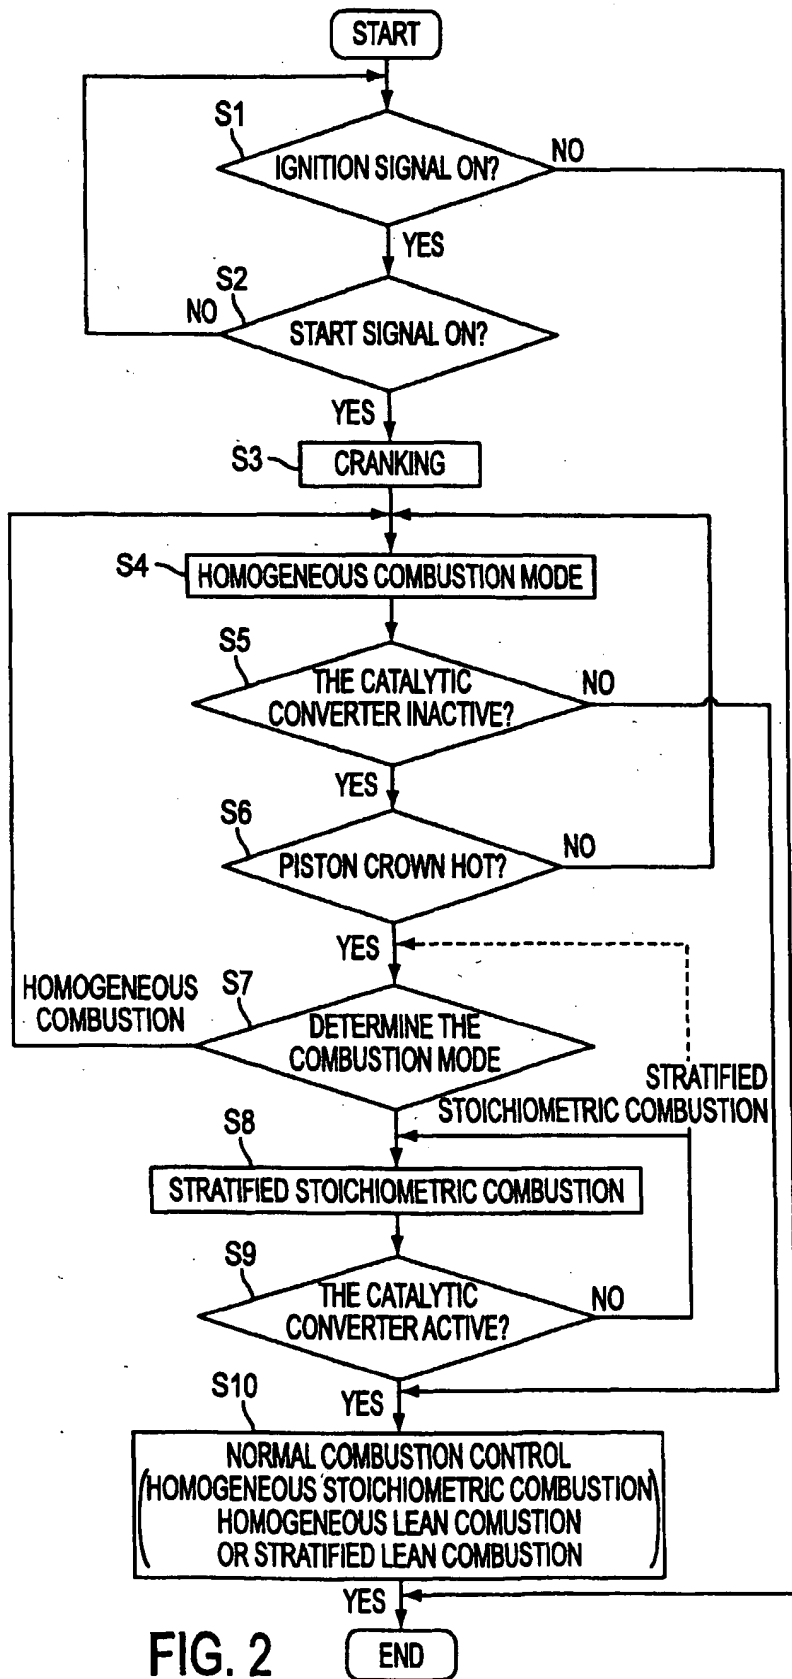 START
S1
IGNITION SIGNAL ON?
NO
YES
S2
NO
START SIGNAL ON?
YES
S3
CRANKING
S4
HOMOGENEOUS COMBUSTION MODE
S5
THE CATALYTIC
CONVERTER INACTIVE?
NO
YES
S6
PISTON CROWN HOT?
NO
YES
HOMOGENEOUS
COMBUSTION
S7
DETERMINE THE
COMBUSTION MODE
STRATIFIED
STOICHIOMETRIC COMBUSTION
S8
STRATIFIED STOICHIOMETRIC COMBUSTION
S9
THE CATALYTIC
CONVERTER ACTIVE?
NO
YES
S10
NORMAL COMBUSTION CONTROL
(HOMOGENEOUS STOICHIOMETRIC COMBUSTION
HOMOGENEOUS LEAN COMUSTION
OR STRATIFIED LEAN COMBUSTION)
YES
END
FIG. 2